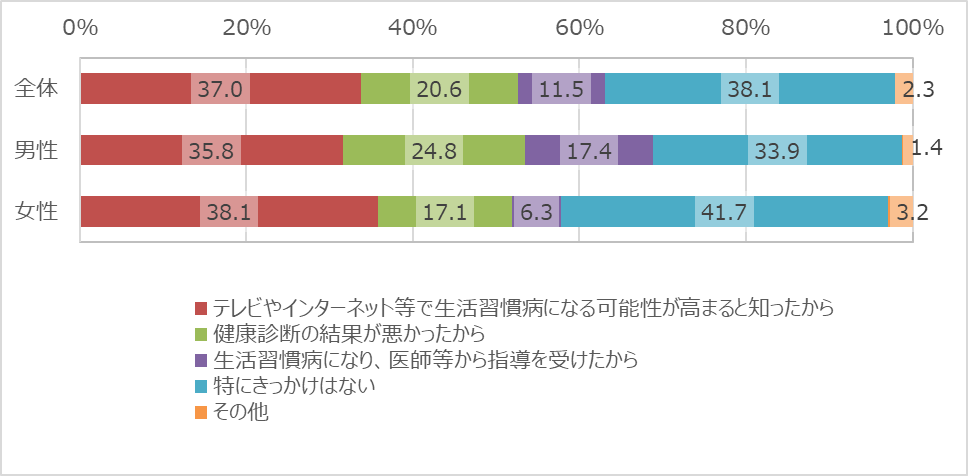 0% 20% 40% 60% 80% 100%
全体 37.0 20.6 11.5 38.1 2.3
男性 35.8 24.8 17.4 33.9 1.4
女性 38.1 17.1 6.3 41.7 3.2
テレビやインターネット等で生活習慣病になる可能性が高まると知ったから
健康診断の結果が悪かったから
生活習慣病になり、医師等から指導を受けたから
特にきっかけはない
その他